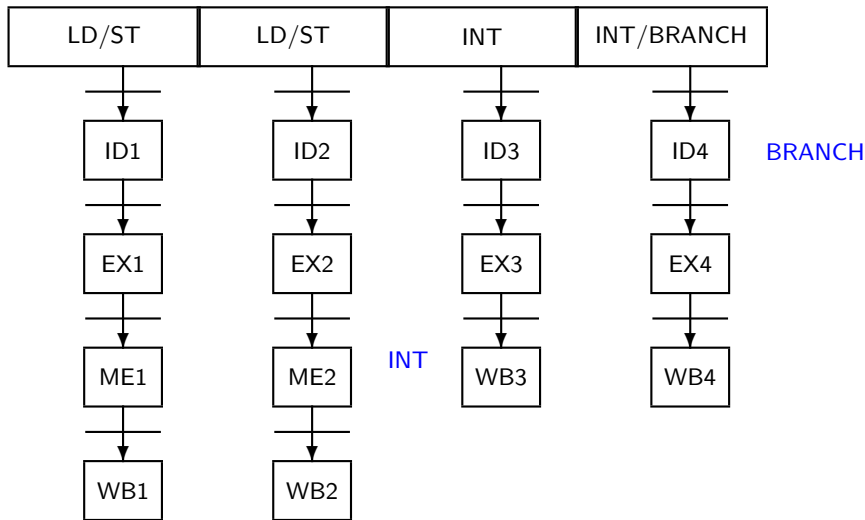 LD/ST LD/ST INT INT/BRANCH
ID1 ID2 ID3 ID4 BRANCH
EX1 EX2 EX3 EX4
ME1 ME2 INT WB3 WB4
WB1 WB2